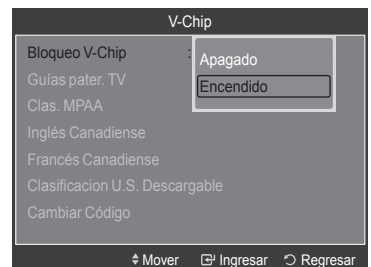 V-Chip
Bloqueo V-Chip : Apagado
Encendido
Guías pater. TV
Clas. MPAA
Inglés Canadiense
Francés Canadiense
Clasificacion U.S. Descargable
Cambiar Código
Mover Ingresar Regresar